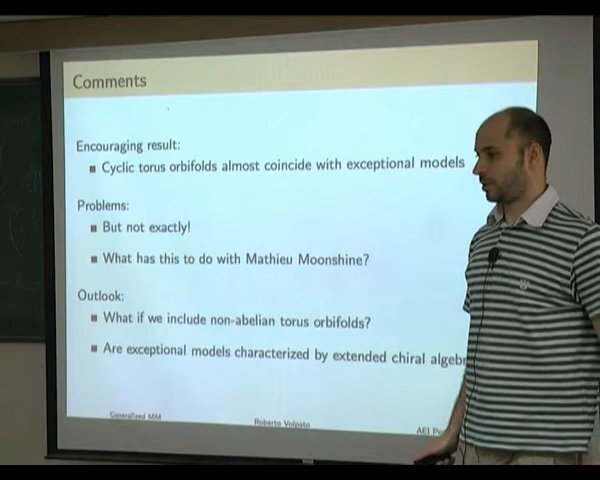 Comments
Encouraging result:
Cyclic torus orbifolds almost coincide with exceptional models
Problems:
But not exactly!
What has this to do with Mathieu Moonshine?
Outlook:
What if we include non-abelian torus orbifolds?
Are exceptional models characterized by extended chiral algebr
Generalized MM
Roberto Volpato
AEI